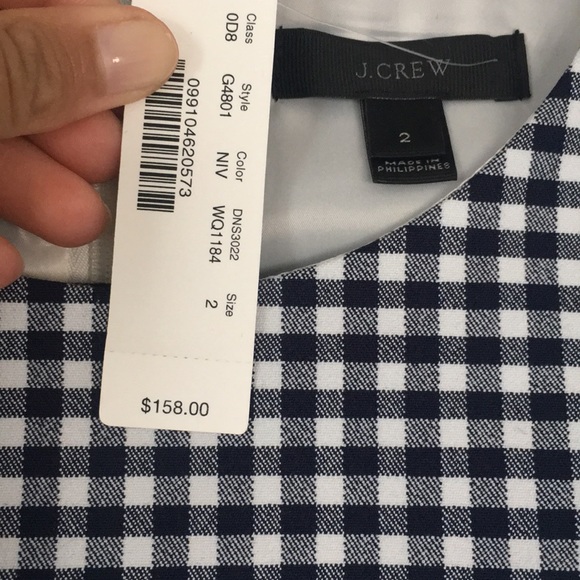 Class
0D8
Style
G4801
Color
NIV
DNS3022
WQ1184
Size
2
099104620573
$158.00
J.CREW
2
MADE IN
PHILIPPINES